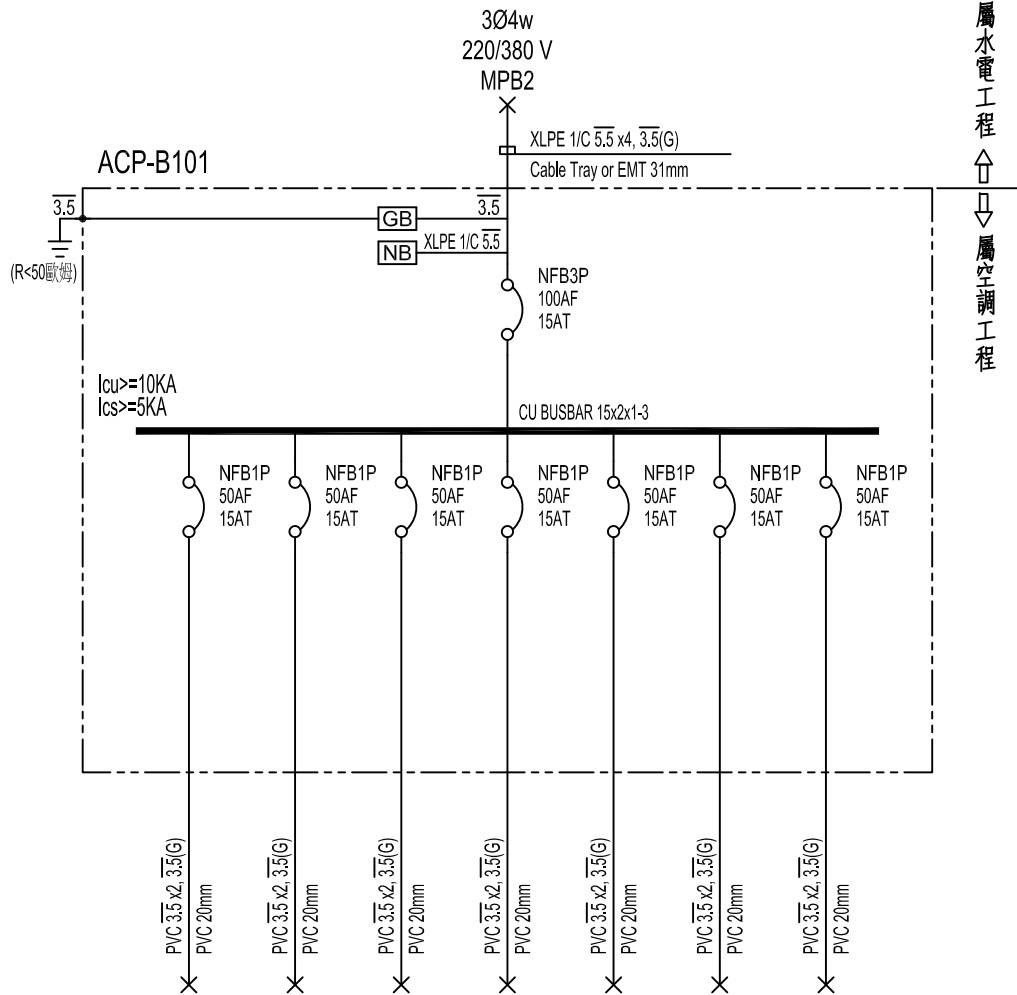 3Ø4w
220/380 V
MPB2
XLPE 1/C 5.5 x4, 3.5(G)
Cable Tray or EMT 31mm
屬水電工程
屬空調工程
ACP-B101
3.5
(R<50歐姆)
GB
3.5
NB
XLPE 1/C 5.5
NFB3P
100AF
15AT
Icu>=10KA
Ics>=5KA
CU BUSBAR 15x2x1-3
NFB1P
50AF
15AT
NFB1P
50AF
15AT
NFB1P
50AF
15AT
NFB1P
50AF
15AT
NFB1P
50AF
15AT
NFB1P
50AF
15AT
NFB1P
50AF
15AT
PVC 3.5 x2, 3.5(G)
PVC 20mm
PVC 3.5 x2, 3.5(G)
PVC 20mm
PVC 3.5 x2, 3.5(G)
PVC 20mm
PVC 3.5 x2, 3.5(G)
PVC 20mm
PVC 3.5 x2, 3.5(G)
PVC 20mm
PVC 3.5 x2, 3.5(G)
PVC 20mm
PVC 3.5 x2, 3.5(G)
PVC 20mm